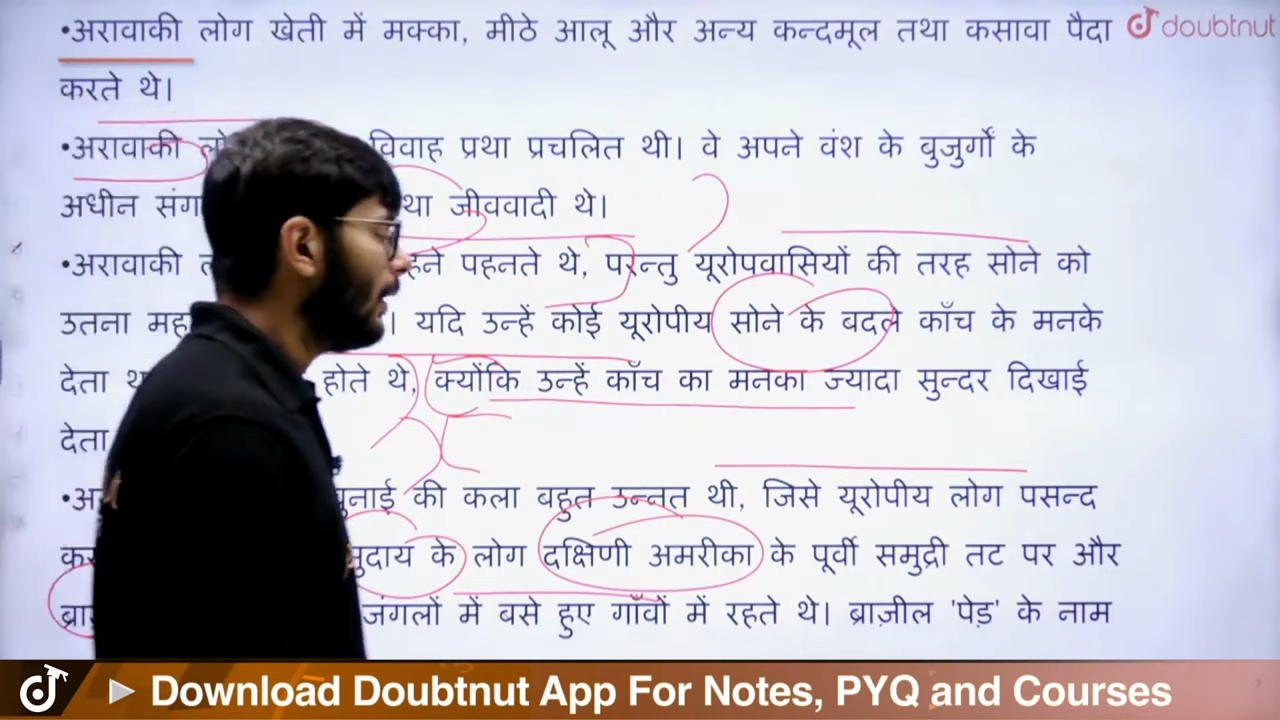 •अरावाकी लोग खेती में मक्का, मीठे आलू और अन्य कन्दमूल तथा कसावा पैदा
doubtnut
करते थे।
•अरावाकी विवाह प्रथा प्रचलित थी। वे अपने वंश के बुजुर्गों के
अधीन जीववादी थे।
•अरावाकी पहनते थे, परन्तु यूरोपवासियों की तरह सोने को
उतना यदि उन्हें कोई यूरोपीय सोने के बदले काँच के मनके
देता होते थे, क्योंकि उन्हें काँच का मनका ज्यादा सुन्दर दिखाई
देता
की कला बहुत उन्नत थी, जिसे यूरोपीय लोग पसन्द
के लोग दक्षिणी अमरीका के पूर्वी समुद्री तट पर और
जंगलों में बसे हुए गाँवों में रहते थे। ब्राज़ील 'पेड़' के नाम
Download Doubtnut App For Notes, PYQ and Courses